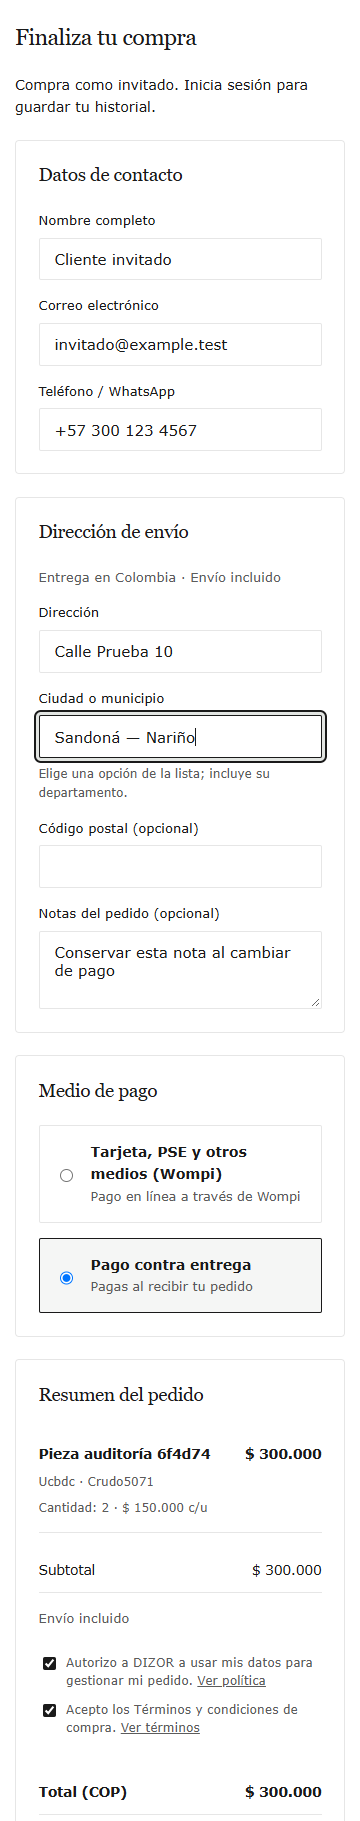 Finaliza tu compra
Compra como invitado. Inicia sesión para
guardar tu historial.
Datos de contacto
Nombre completo
Cliente invitado
Correo electrónico
invitado@example.test
Teléfono / WhatsApp
+57 300 123 4567
Dirección de envío
Entrega en Colombia · Envío incluido
Dirección
Calle Prueba 10
Ciudad o municipio
Sandoná — Nariño
Elige una opción de la lista; incluye su
departamento.
Código postal (opcional)
Notas del pedido (opcional)
Conservar esta nota al cambiar
de pago
Medio de pago
Tarjeta, PSE y otros
medios (Wompi)
Pago en línea a través de Wompi
Pago contra entrega
Pagas al recibir tu pedido
Resumen del pedido
Pieza auditoría 6f4d74 $ 300.000
Ucbdc · Crudo5071
Cantidad: 2 · $ 150.000 c/u
Subtotal $ 300.000
Envío incluido
Autorizo a DIZOR a usar mis datos para
gestionar mi pedido. Ver política
Acepto los Términos y condiciones de
compra. Ver términos
Total (COP) $ 300.000